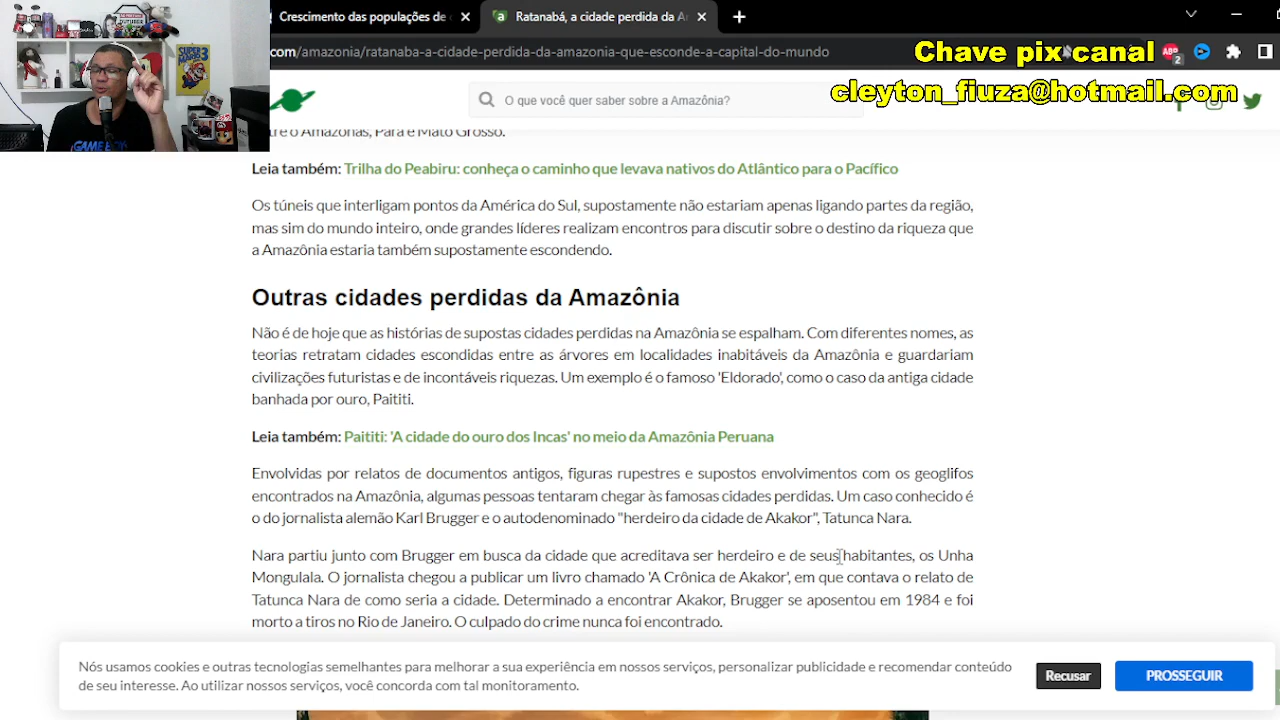 Crescimento das populações de
Ratanabá, a cidade perdida da A
Chave pix canal
com/amazonia/ratanaba-a-cidade-perdida-da-amazonia-que-esconde-a-capital-do-mundo
ABP
2
cleyton_fiuza@hotmail.com
O que você quer saber sobre a Amazônia?
SUPER
MARIO
3
GAME BOY
o Amazonas, Pará e Mato Grosso.
Leia também: Trilha do Peabiru: conheça o caminho que levava nativos do Atlântico para o Pacífico
Os túneis que interligam pontos da América do Sul, supostamente não estariam apenas ligando partes da região,
mas sim do mundo inteiro, onde grandes líderes realizam encontros para discutir sobre o destino da riqueza que
a Amazônia estaria também supostamente escondendo.
Outras cidades perdidas da Amazônia
Não é de hoje que as histórias de supostas cidades perdidas na Amazônia se espalham. Com diferentes nomes, as
teorias retratam cidades escondidas entre as árvores em localidades inabitáveis da Amazônia e guardariam
civilizações futuristas e de incontáveis riquezas. Um exemplo é o famoso 'Eldorado', como o caso da antiga cidade
banhada por ouro, Paititi.
Leia também: Paititi: 'A cidade do ouro dos Incas' no meio da Amazônia Peruana
Envolvidas por relatos de documentos antigos, figuras rupestres e supostos envolvimentos com os geoglifos
encontrados na Amazônia, algumas pessoas tentaram chegar às famosas cidades perdidas. Um caso conhecido é
o do jornalista alemão Karl Brugger e o autodenominado "herdeiro da cidade de Akakor", Tatunca Nara.
Nara partiu junto com Brugger em busca da cidade que acreditava ser herdeiro e de seus habitantes, os Unha
Mongulala. O jornalista chegou a publicar um livro chamado 'A Crônica de Akakor', em que contava o relato de
Tatunca Nara de como seria a cidade. Determinado a encontrar Akakor, Brugger se aposentou em 1984 e foi
morto a tiros no Rio de Janeiro. O culpado do crime nunca foi encontrado.
Nós usamos cookies e outras tecnologias semelhantes para melhorar a sua experiência em nossos serviços, personalizar publicidade e recomendar conteúdo
de seu interesse. Ao utilizar nossos serviços, você concorda com tal monitoramento.
Recusar
PROSSEGUIR